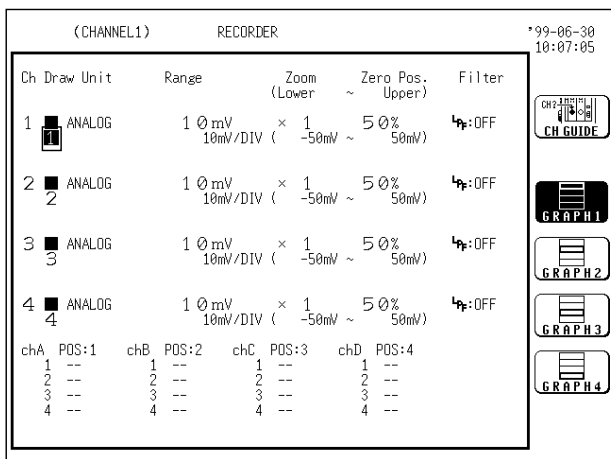 (CHANNEL1) RECORDER '99-06-30
10:07:05
Ch Draw Unit Range Zoom Zero Pos. Filter
(Lower ~ Upper)
1 ■ ANALOG 10mV × 1 50% LPF:OFF
1 10mV/DIV ( -50mV ~ 50mV)
2 ■ ANALOG 10mV × 1 50% LPF:OFF
2 10mV/DIV ( -50mV ~ 50mV)
3 ■ ANALOG 10mV × 1 50% LPF:OFF
3 10mV/DIV ( -50mV ~ 50mV)
4 ■ ANALOG 10mV × 1 50% LPF:OFF
4 10mV/DIV ( -50mV ~ 50mV)
chA POS:1 chB POS:2 chC POS:3 chD POS:4
1 -- 1 -- 1 -- 1 --
2 -- 2 -- 2 -- 2 --
3 -- 3 -- 3 -- 3 --
4 -- 4 -- 4 -- 4 --
CH2
CH GUIDE
GRAPH1
GRAPH2
GRAPH3
GRAPH4